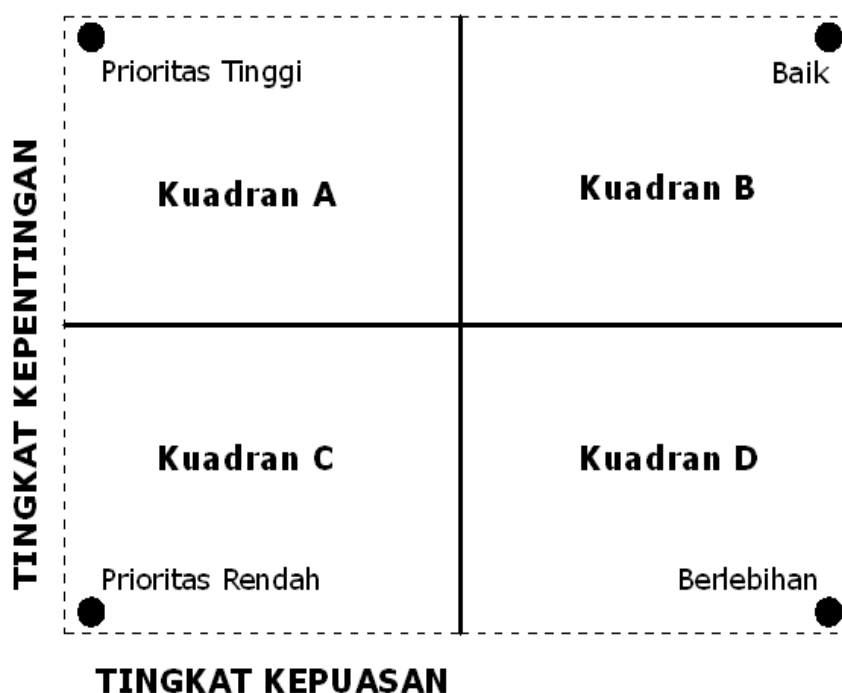 Prioritas Tinggi
Baik
Kuadran A
Kuadran B
TINGKAT KEPENTINGAN
Kuadran C
Kuadran D
Prioritas Rendah
Berlebihan
TINGKAT KEPUASAN